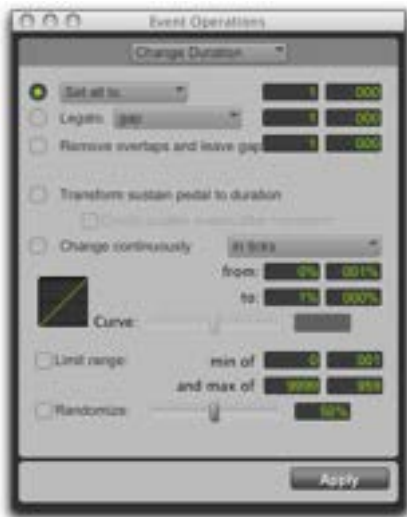 Event Operations
Change Duration
Set all to 1 000
Legato gap 1 000
Remove overlaps and leave gap 1 000
Transform sustain pedal to duration
Change continuously in ticks
from: 0% 001%
to: 1% 000%
Curve:
Limit range: min of 0 001
and max of 9999 959
Randomize: 50%
Apply